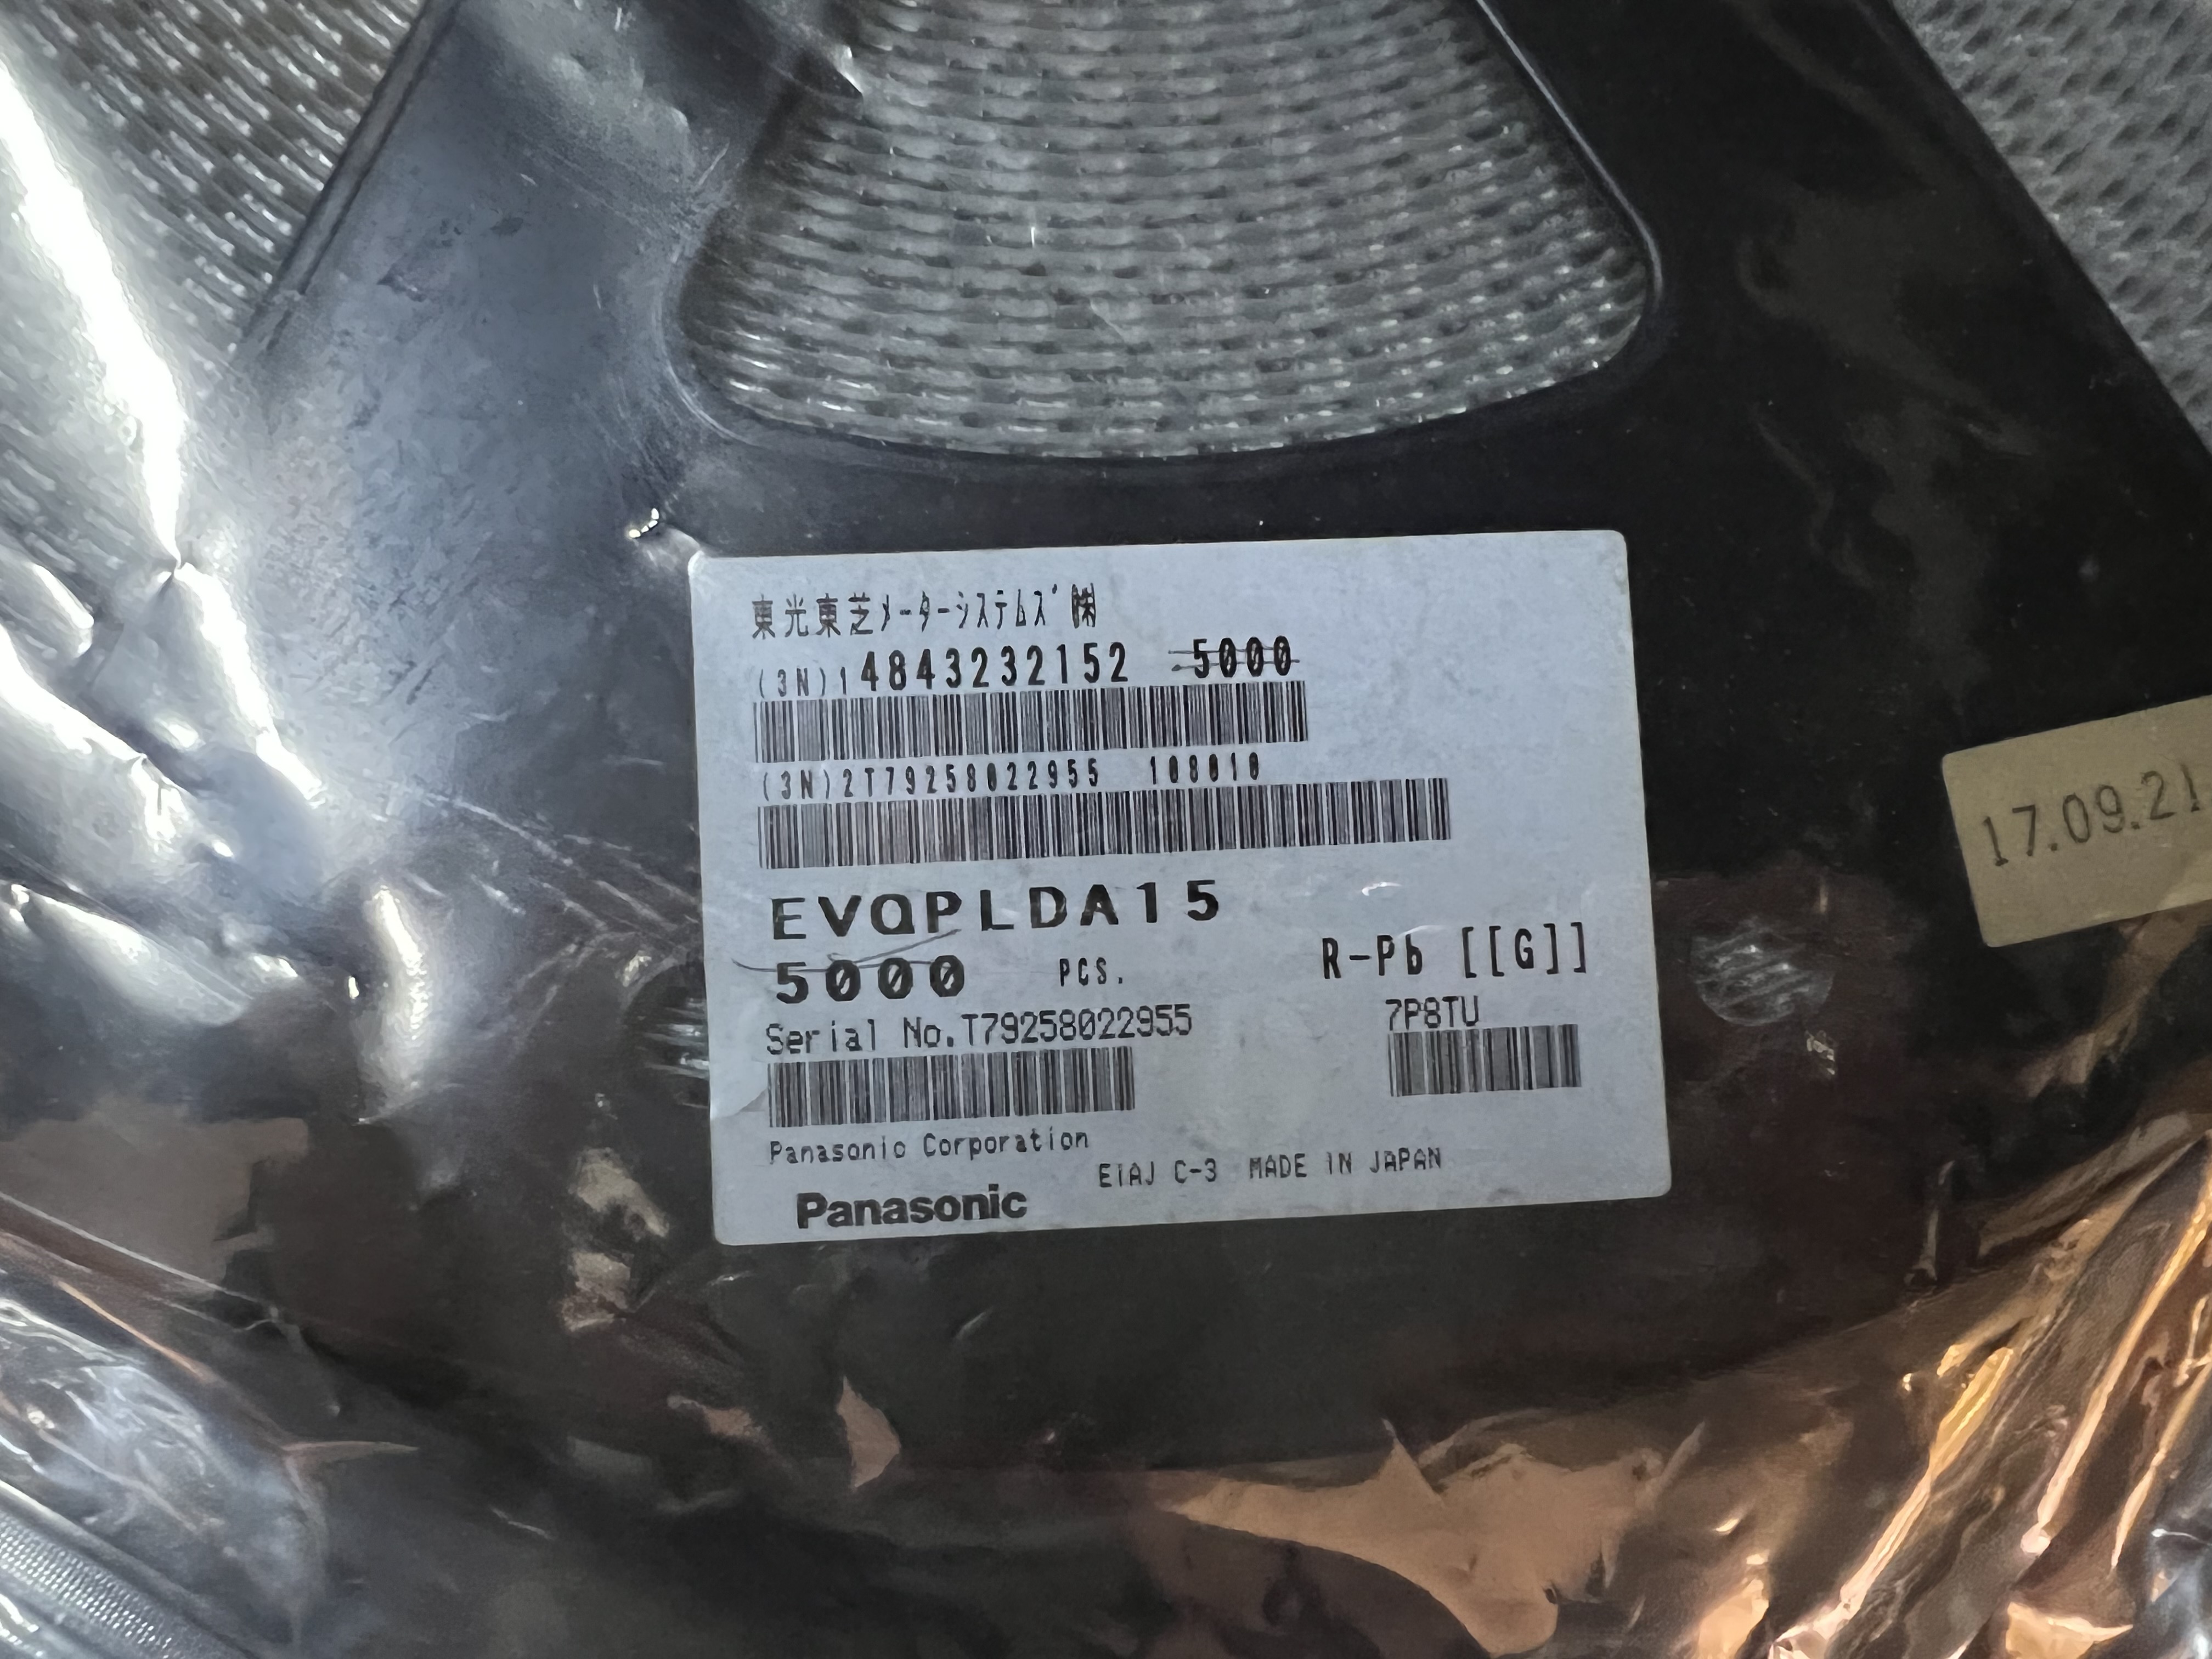 東光東芝メーターシステムズ㈱
(3N)14843232152 5000
(3N)2T79258022955 108010
EVQPLDA15
5000 PCS.
R-Pb [[G]]
Serial No.T79258022955
7P8TU
Panasonic Corporation
EIAJ C-3 MADE IN JAPAN
Panasonic
17.09.21